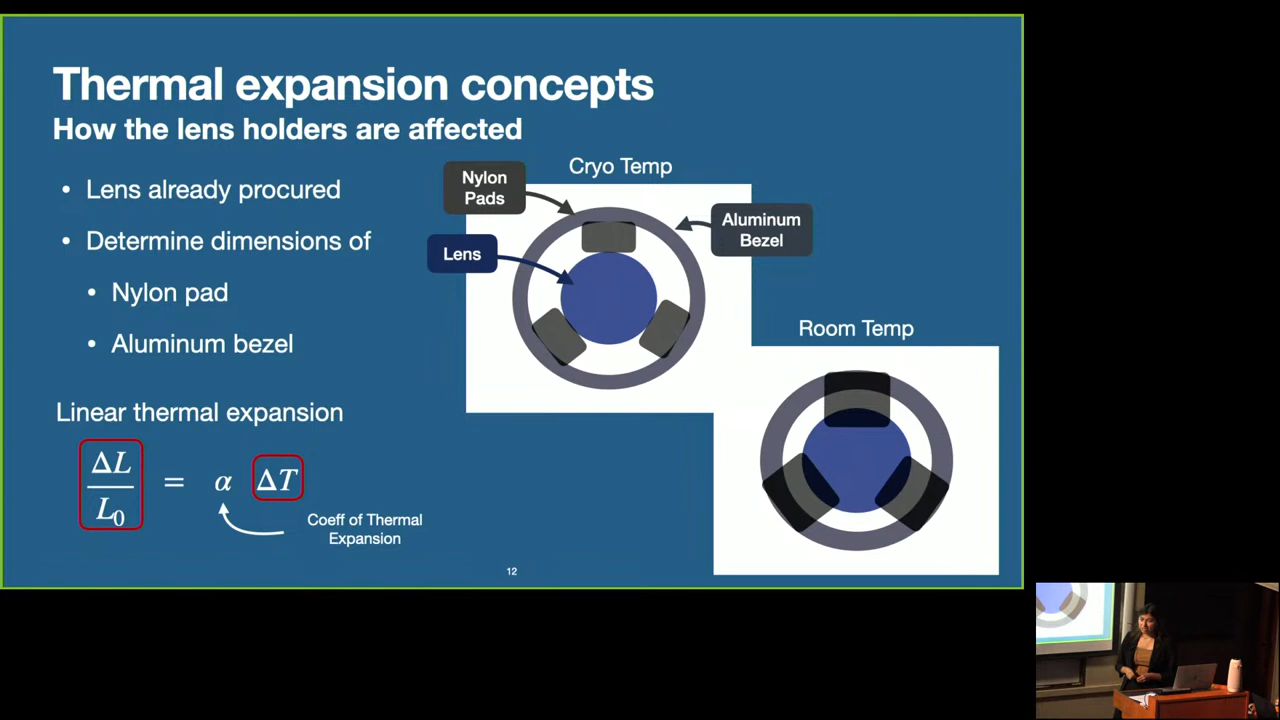 Thermal expansion concepts
How the lens holders are affected
• Lens already procured
• Determine dimensions of
• Nylon pad
• Aluminum bezel
Linear thermal expansion
ΔL
L₀
= α ΔT
Coeff of Thermal
Expansion
Cryo Temp
Nylon
Pads
Aluminum
Bezel
Lens
Room Temp
12